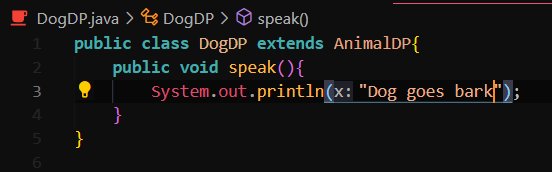 DogDP.java > DogDP > speak()
1 public class DogDP extends AnimalDP{
2 public void speak(){
3 System.out.println(x: "Dog goes bark");
4 }
5 }
6